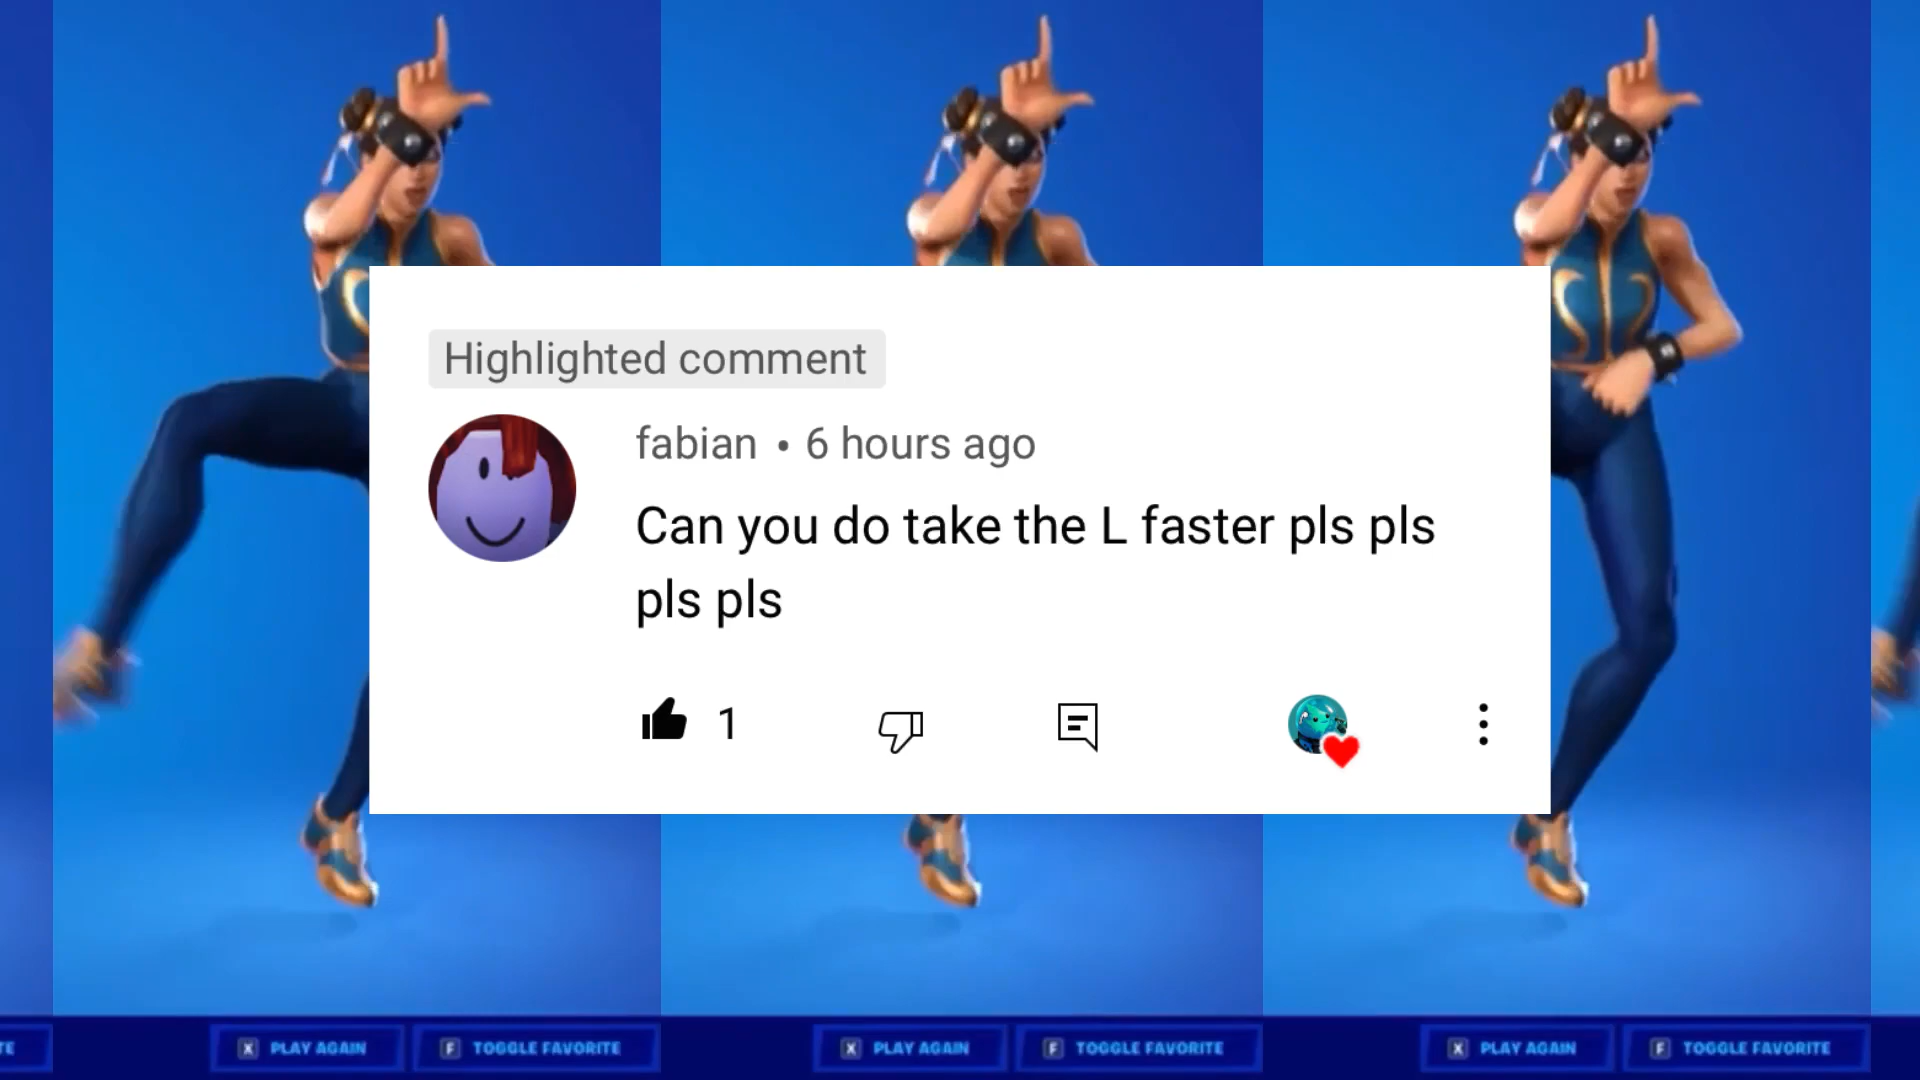 Highlighted comment
fabian • 6 hours ago
Can you do take the L faster pls pls
pls pls
1
TE
X PLAY AGAIN
F TOGGLE FAVORITE
X PLAY AGAIN
F TOGGLE FAVORITE
X PLAY AGAIN
F TOGGLE FAVORITE